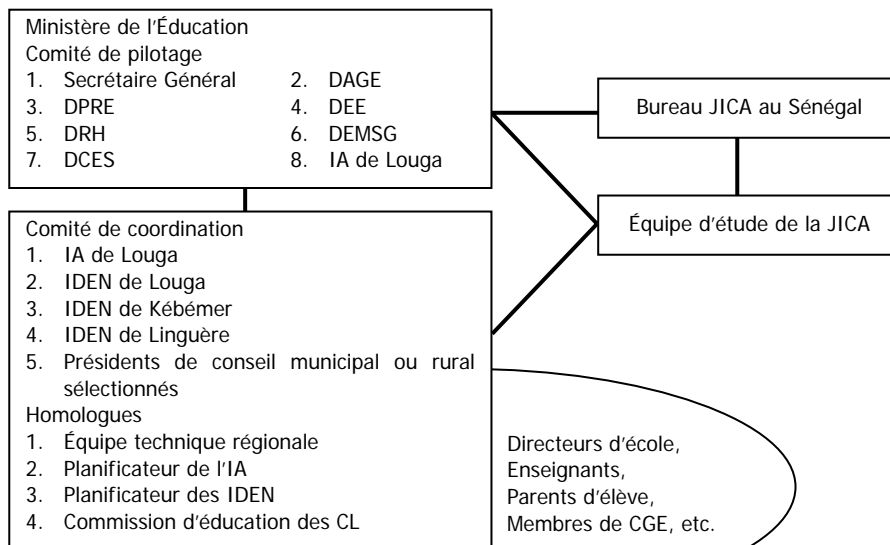 Ministère de l'Éducation
Comité de pilotage
1. Secrétaire Général 2. DAGE
3. DPRE 4. DEE
5. DRH 6. DEMSG
7. DCES 8. IA de Louga
Bureau JICA au Sénégal
Équipe d'étude de la JICA
Comité de coordination
1. IA de Louga
2. IDEN de Louga
3. IDEN de Kébémer
4. IDEN de Linguère
5. Présidents de conseil municipal ou rural
sélectionnés
Homologues
1. Équipe technique régionale
2. Planificateur de l'IA
3. Planificateur des IDEN
4. Commission d'éducation des CL
Directeurs d'école,
Enseignants,
Parents d'élève,
Membres de CGE, etc.